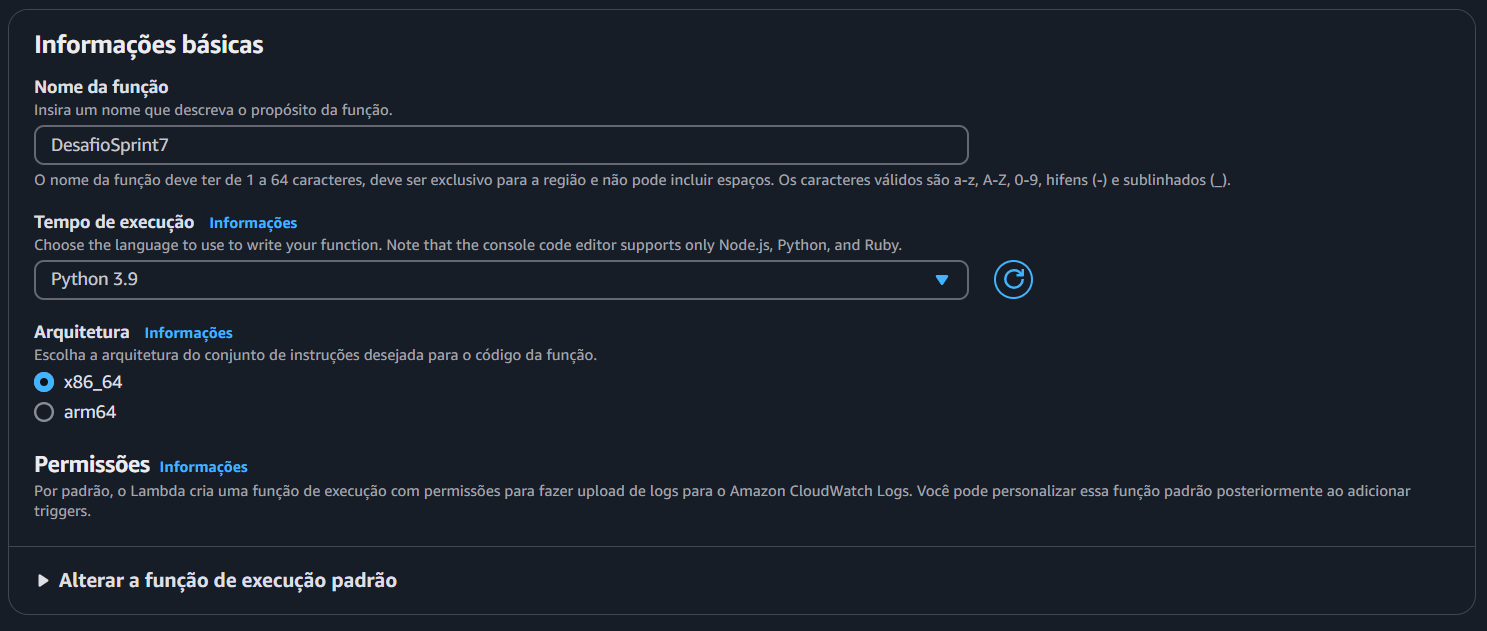 Informações básicas
Nome da função
Insira um nome que descreva o propósito da função.
DesafioSprint7
O nome da função deve ter de 1 a 64 caracteres, deve ser exclusivo para a região e não pode incluir espaços. Os caracteres válidos são a-z, A-Z, 0-9, hifens (-) e sublinhados (_).
Tempo de execução Informações
Choose the language to use to write your function. Note that the console code editor supports only Node.js, Python, and Ruby.
Python 3.9
Arquitetura Informações
Escolha a arquitetura do conjunto de instruções desejada para o código da função.
x86_64
arm64
Permissões Informações
Por padrão, o Lambda cria uma função de execução com permissões para fazer upload de logs para o Amazon CloudWatch Logs. Você pode personalizar essa função padrão posteriormente ao adicionar
triggers.
Alterar a função de execução padrão